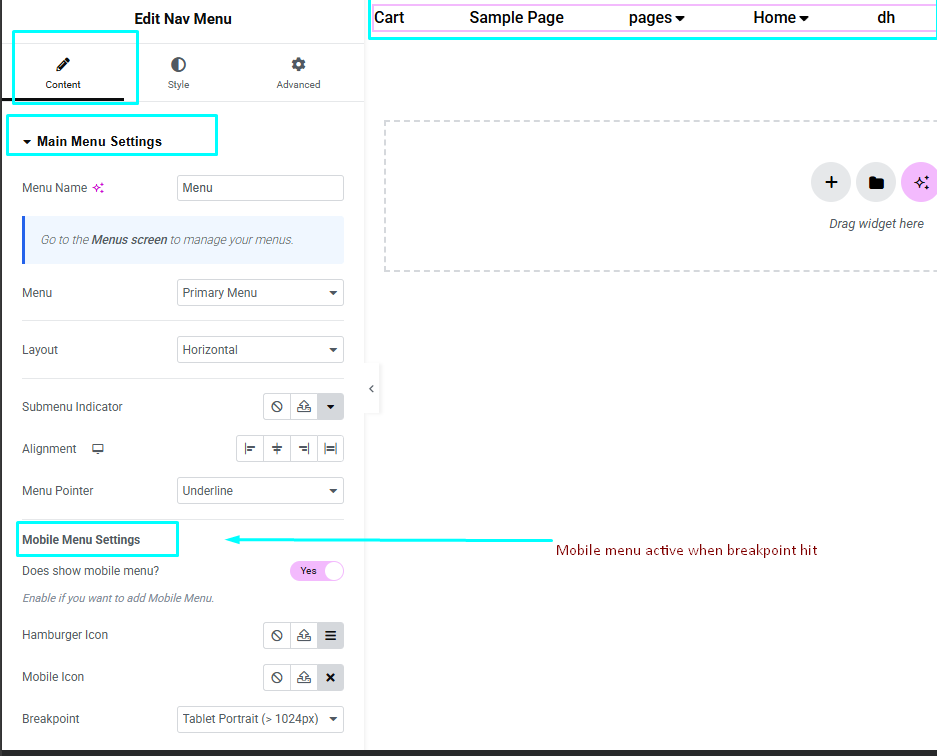 Edit Nav Menu
Content
Style
Advanced
Main Menu Settings
Menu Name
Menu
Go to the Menus screen to manage your menus.
Menu
Primary Menu
Layout
Horizontal
Submenu Indicator
Alignment
Menu Pointer
Underline
Mobile Menu Settings
Does show mobile menu?
Yes
Enable if you want to add Mobile Menu.
Hamburger Icon
Mobile Icon
Breakpoint
Tablet Portrait (> 1024px)
Cart
Sample Page
pages
Home
dh
Drag widget here
Mobile menu active when breakpoint hit